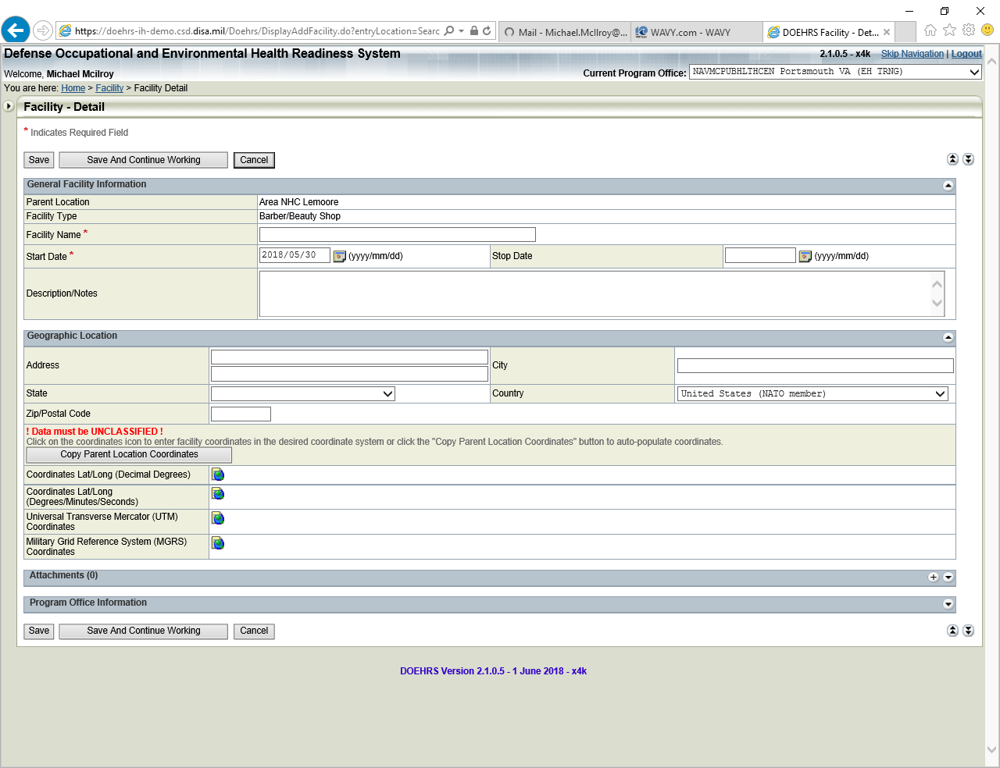 https://doehrs-ih-demo.csd.disa.mil/Doehrs/DisplayAddFacility.do?entryLocation=Searc
Mail - Michael.McIlroy@...
WAVY.com - WAVY
DOEHRS Facility - Det...
Defense Occupational and Environmental Health Readiness System
2.1.0.5 - x4k Skip Navigation | Logout
Welcome, Michael Mcilroy
Current Program Office: NAVMCPUBHLTHCEN Portsmouth VA (EH TRNG)
You are here: Home > Facility > Facility Detail
Facility - Detail
* Indicates Required Field
Save Save And Continue Working Cancel
General Facility Information
Parent Location Area NHC Lemoore
Facility Type Barber/Beauty Shop
Facility Name *
Start Date * 2018/05/30 (yyyy/mm/dd) Stop Date (yyyy/mm/dd)
Description/Notes
Geographic Location
Address City
State Country United States (NATO member)
Zip/Postal Code
! Data must be UNCLASSIFIED !
Click on the coordinates icon to enter facility coordinates in the desired coordinate system or click the "Copy Parent Location Coordinates" button to auto-populate coordinates.
Copy Parent Location Coordinates
Coordinates Lat/Long (Decimal Degrees)
Coordinates Lat/Long
(Degrees/Minutes/Seconds)
Universal Transverse Mercator (UTM)
Coordinates
Military Grid Reference System (MGRS)
Coordinates
Attachments (0)
Program Office Information
Save Save And Continue Working Cancel
DOEHRS Version 2.1.0.5 - 1 June 2018 - x4k